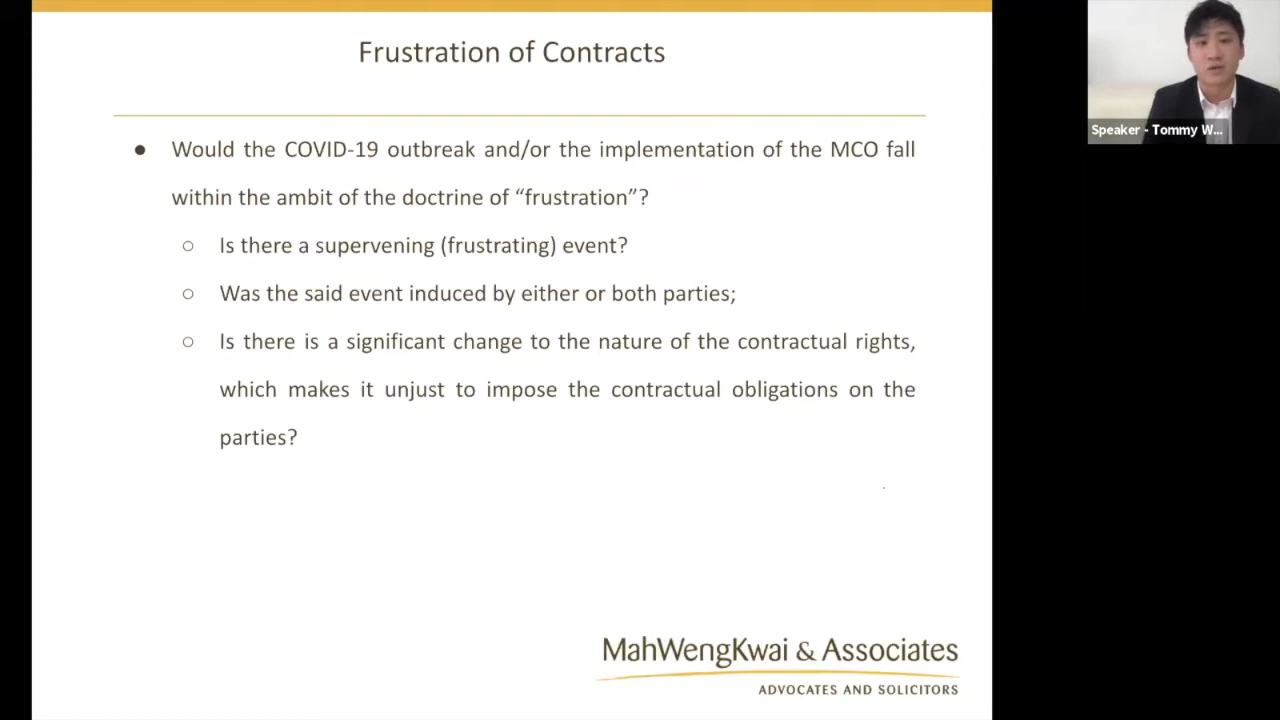 Frustration of Contracts
● Would the COVID-19 outbreak and/or the implementation of the MCO fall
within the ambit of the doctrine of “frustration”?
○ Is there a supervening (frustrating) event?
○ Was the said event induced by either or both parties;
○ Is there is a significant change to the nature of the contractual rights,
which makes it unjust to impose the contractual obligations on the
parties?
MahWengKwai & Associates
ADVOCATES AND SOLICITORS
Speaker - Tommy W...